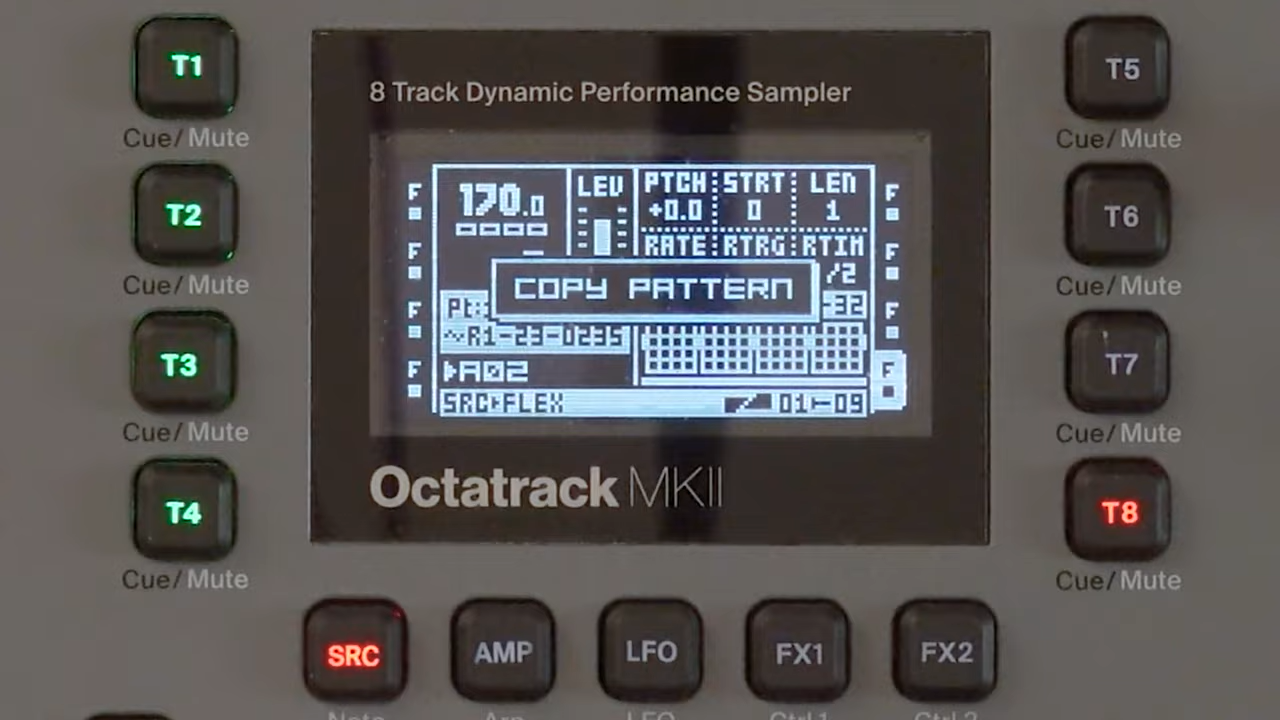 T1
Cue/Mute
T2
Cue/Mute
T3
Cue/Mute
T4
Cue/Mute
8 Track Dynamic Performance Sampler
F
F
F
F
170.0
LEV
PTCH STRT LEN
+0.0 0 1
RATE RTRG RTIM
/2
COPY PATTERN
-32
~R1-23-0235
A02
SRC FLEX
01 09
F
F
F
F
Octatrack MKII
T5
Cue/Mute
T6
Cue/Mute
T7
Cue/Mute
T8
Cue/Mute
SRC AMP LFO FX1 FX2